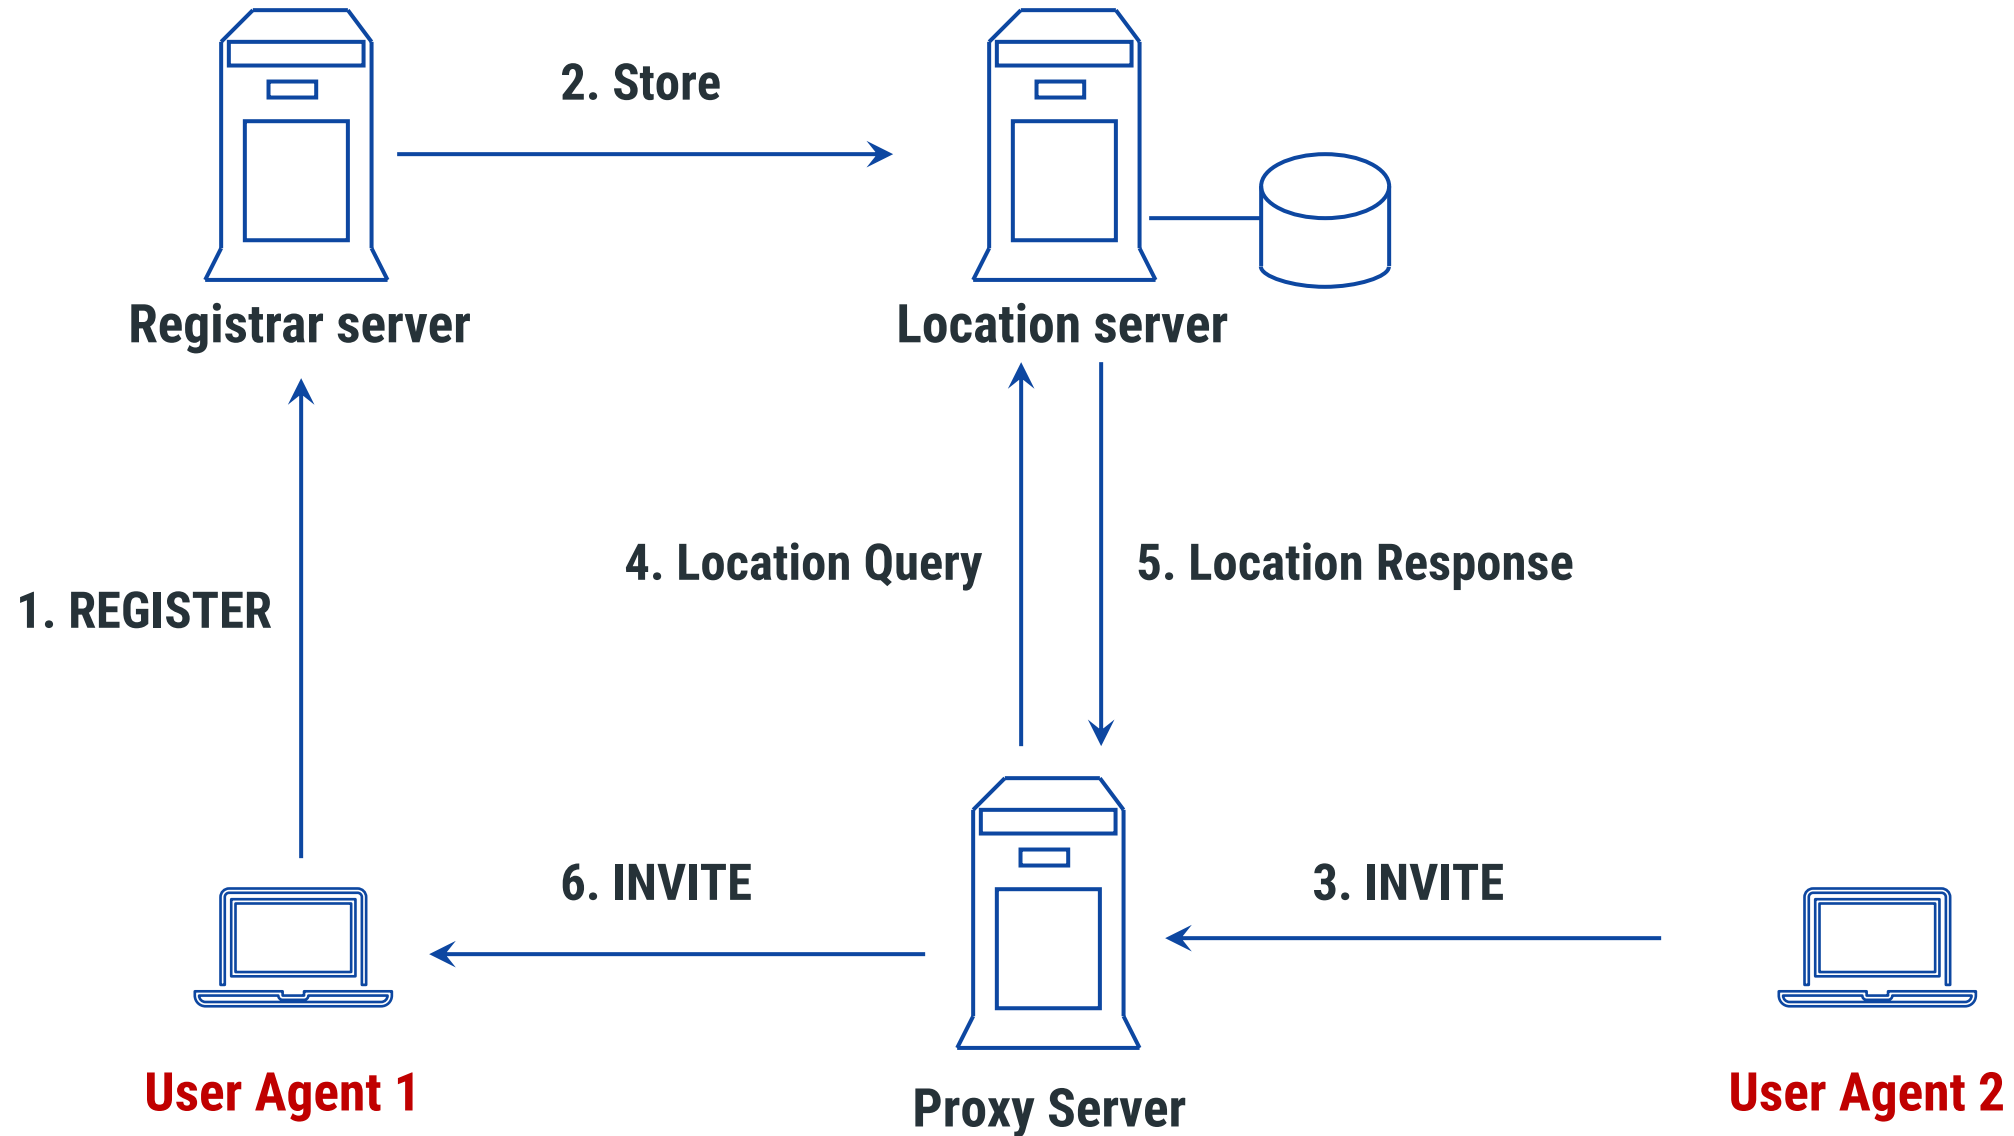 2. Store
Registrar server
Location server
4. Location Query
5. Location Response
1. REGISTER
6. INVITE
3. INVITE
User Agent 1
Proxy Server
User Agent 2